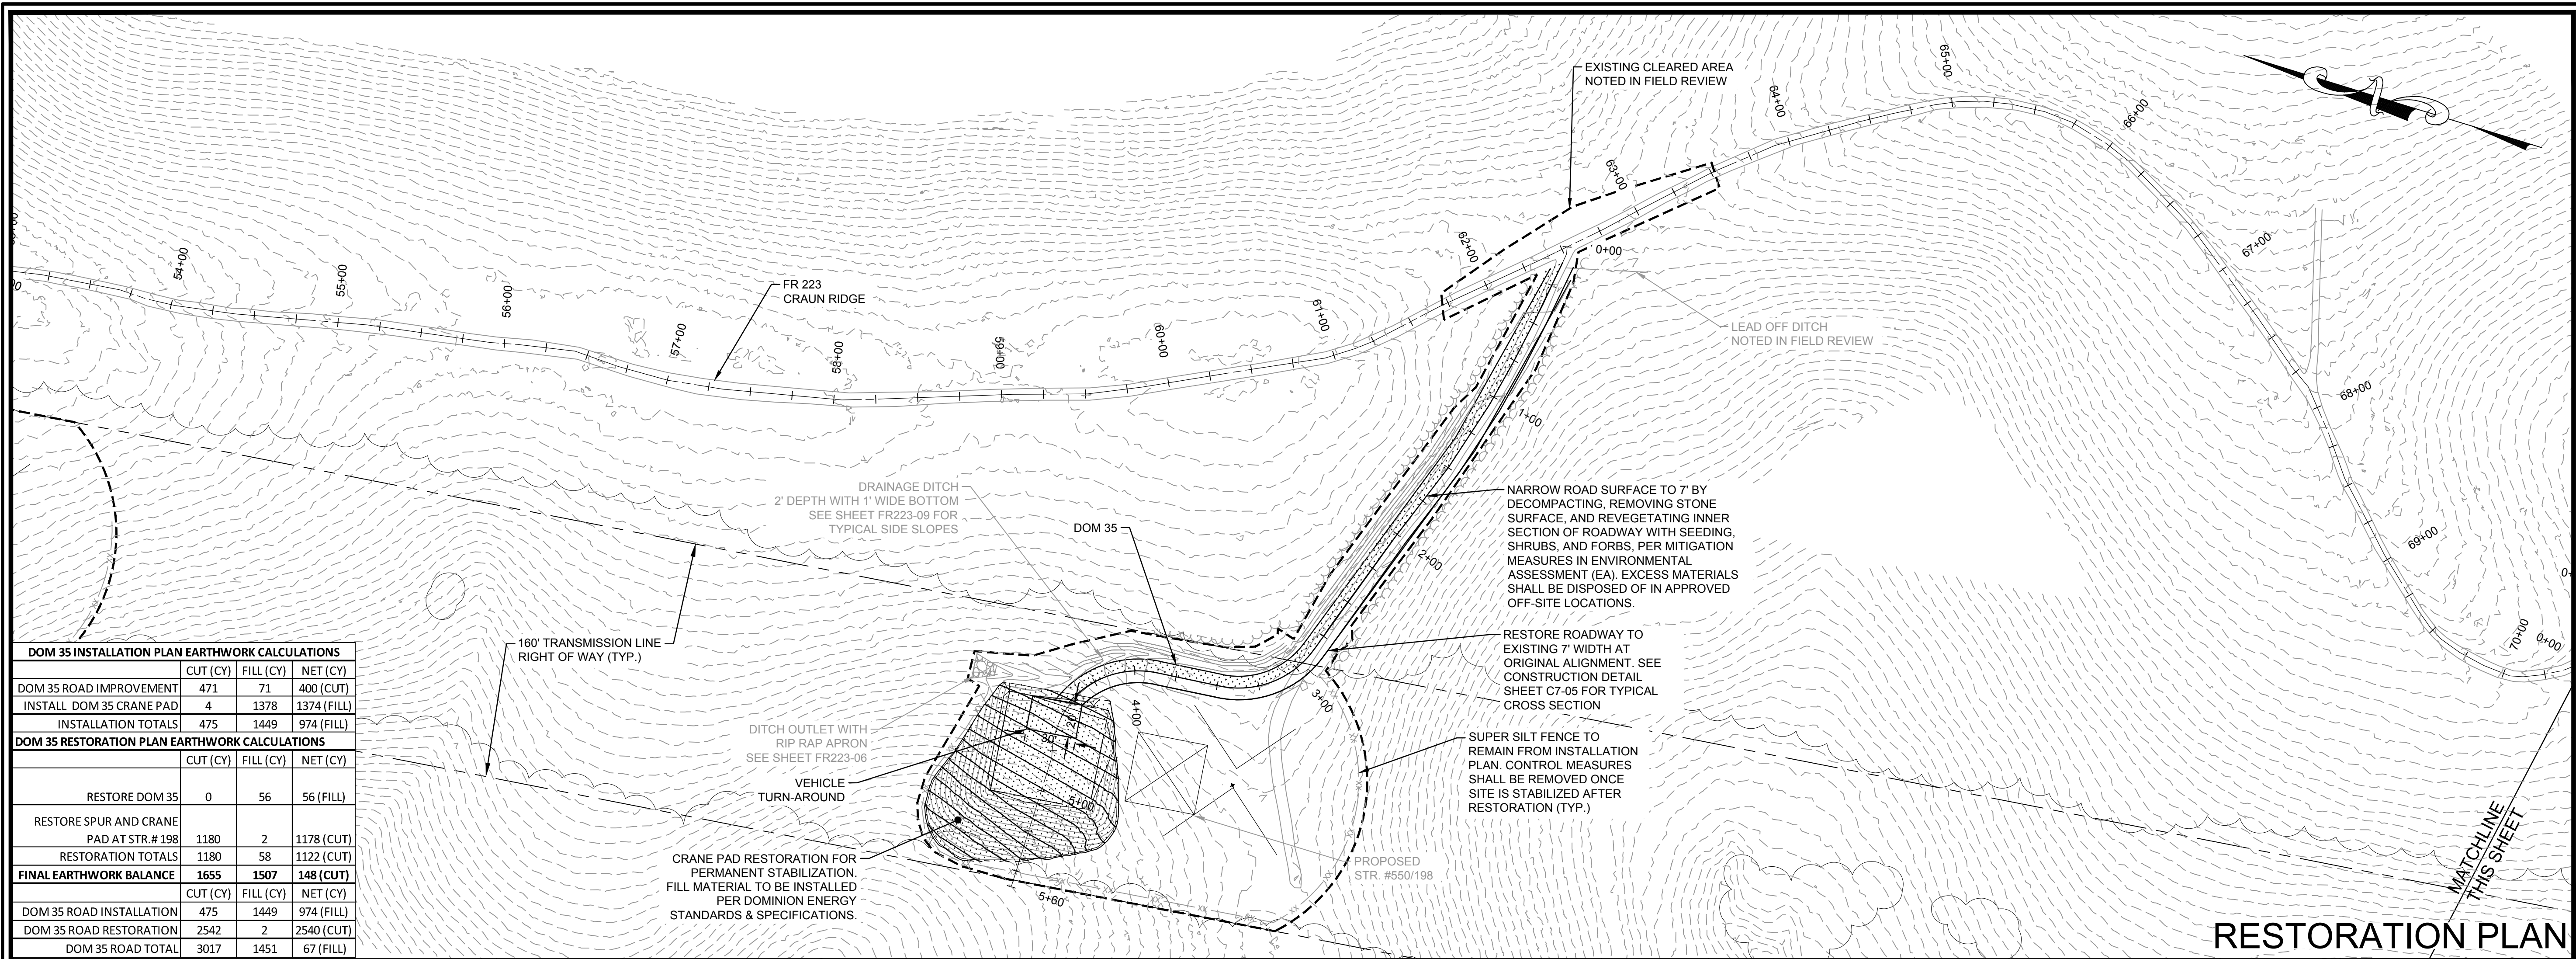 EXISTING CLEARED AREA
NOTED IN FIELD REVIEW
65+00
64+00
66+00
63+00
62+00
0+00
67+00
54+00
55+00
56+00
57+00
58+00
59+00
60+00
61+00
FR 223
CRAUN RIDGE
LEAD OFF DITCH
NOTED IN FIELD REVIEW
68+00
1+00
DRAINAGE DITCH
2' DEPTH WITH 1' WIDE BOTTOM
SEE SHEET FR223-09 FOR
TYPICAL SIDE SLOPES
DOM 35
NARROW ROAD SURFACE TO 7' BY
DECOMPACTING, REMOVING STONE
SURFACE, AND REVEGETATING INNER
SECTION OF ROADWAY WITH SEEDING,
SHRUBS, AND FORBS, PER MITIGATION
MEASURES IN ENVIRONMENTAL
ASSESSMENT (EA). EXCESS MATERIALS
SHALL BE DISPOSED OF IN APPROVED
OFF-SITE LOCATIONS.
69+00
2+00
160' TRANSMISSION LINE
RIGHT OF WAY (TYP.)
RESTORE ROADWAY TO
EXISTING 7' WIDTH AT
ORIGINAL ALIGNMENT. SEE
CONSTRUCTION DETAIL
SHEET C7-05 FOR TYPICAL
CROSS SECTION
70+00
0+00
3+00
4+00
DITCH OUTLET WITH
RIP RAP APRON
SEE SHEET FR223-06
20'
30'
SUPER SILT FENCE TO
REMAIN FROM INSTALLATION
PLAN. CONTROL MEASURES
SHALL BE REMOVED ONCE
SITE IS STABILIZED AFTER
RESTORATION (TYP.)
VEHICLE
TURN-AROUND
5+00
CRANE PAD RESTORATION FOR
PERMANENT STABILIZATION.
FILL MATERIAL TO BE INSTALLED
PER DOMINION ENERGY
STANDARDS & SPECIFICATIONS.
PROPOSED
STR. #550/198
5+60
MATCHLINE
THIS SHEET
DOM 35 INSTALLATION PLAN EARTHWORK CALCULATIONS
CUT (CY) FILL (CY) NET (CY)
DOM 35 ROAD IMPROVEMENT 471 71 400 (CUT)
INSTALL DOM 35 CRANE PAD 4 1378 1374 (FILL)
INSTALLATION TOTALS 475 1449 974 (FILL)
DOM 35 RESTORATION PLAN EARTHWORK CALCULATIONS
CUT (CY) FILL (CY) NET (CY)
RESTORE DOM 35 0 56 56 (FILL)
RESTORE SPUR AND CRANE
PAD AT STR.# 198 1180 2 1178 (CUT)
RESTORATION TOTALS 1180 58 1122 (CUT)
FINAL EARTHWORK BALANCE 1655 1507 148 (CUT)
CUT (CY) FILL (CY) NET (CY)
DOM 35 ROAD INSTALLATION 475 1449 974 (FILL)
DOM 35 ROAD RESTORATION 2542 2 2540 (CUT)
DOM 35 ROAD TOTAL 3017 1451 67 (FILL)
RESTORATION PLAN